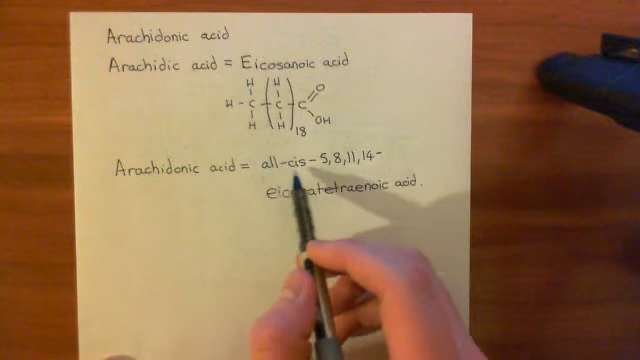 Arachidonic acid
Arachidic acid = Eicosanoic acid
H H
H - C - ( C ) - C O
H H OH
18
Arachidonic acid = all-cis-5,8,11,14-
acid.